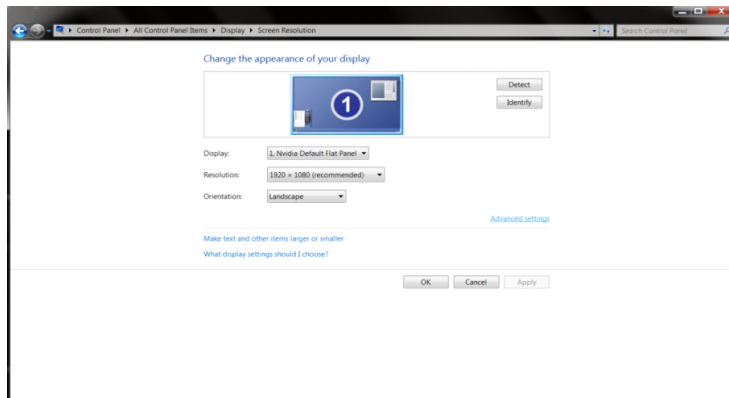 Control Panel ▸ All Control Panel Items ▸ Display ▸ Screen Resolution
Search Control Panel
Change the appearance of your display
1
Detect
Identify
Display: 1. Nvidia Default Flat Panel
Resolution: 1920 × 1080 (recommended)
Orientation: Landscape
Advanced settings
Make text and other items larger or smaller
What display settings should I choose?
OK Cancel Apply